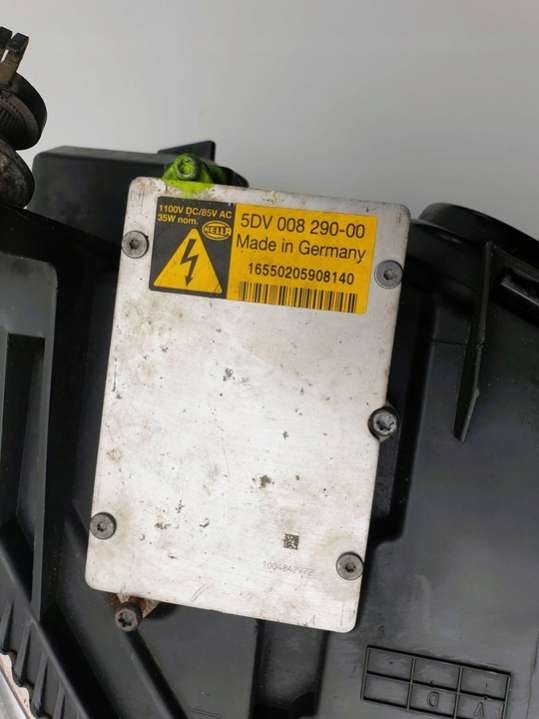 1100V DC/85V AC
35W nom.
HELLA
5DV 008 290-00
Made in Germany
16550205908140